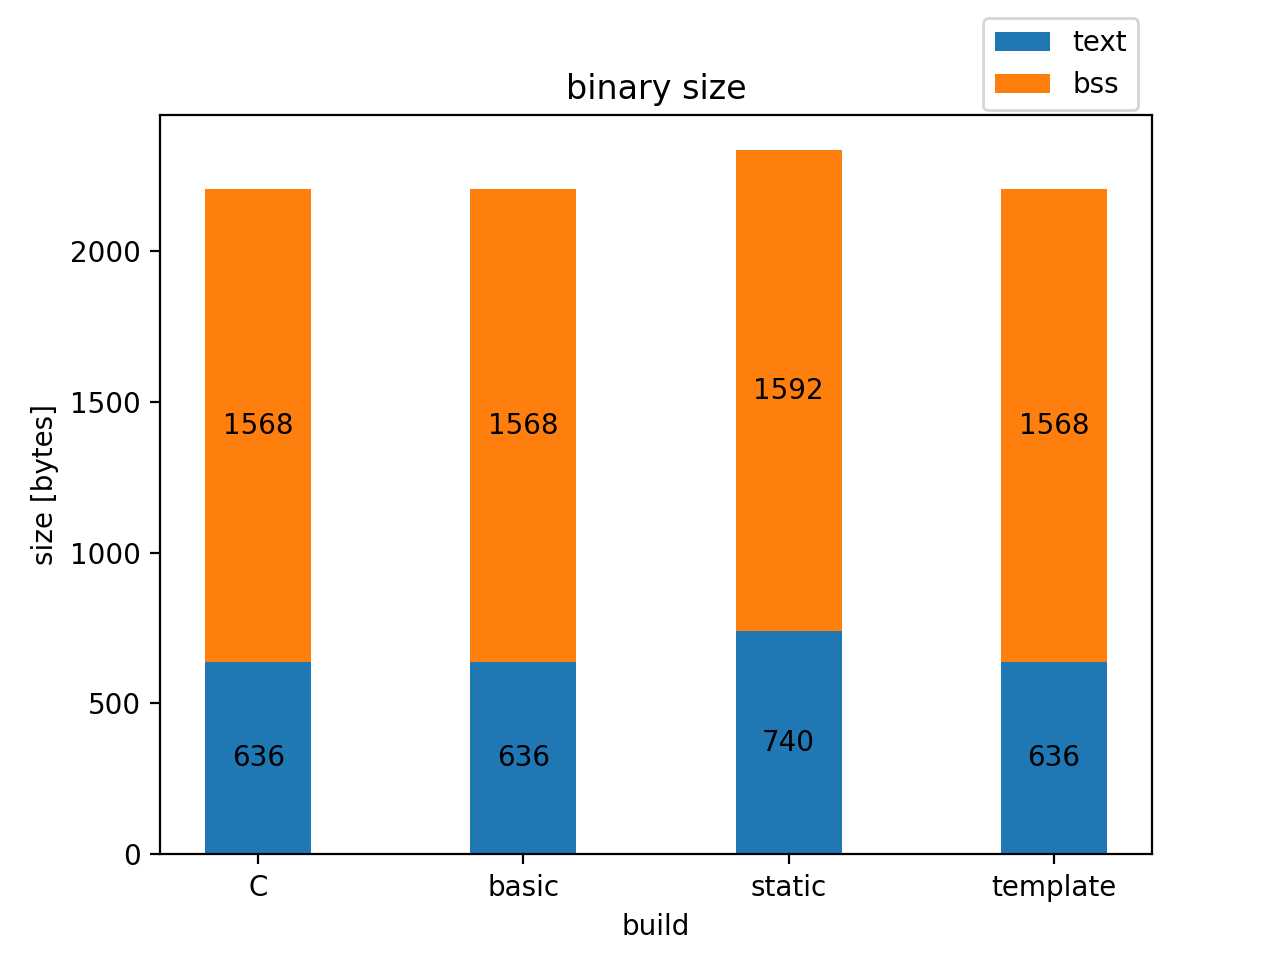 text
bss
binary size
size [bytes]
2000
1500
1000
500
0
1568
1568
1592
1568
636
636
740
636
C
basic
static
template
build